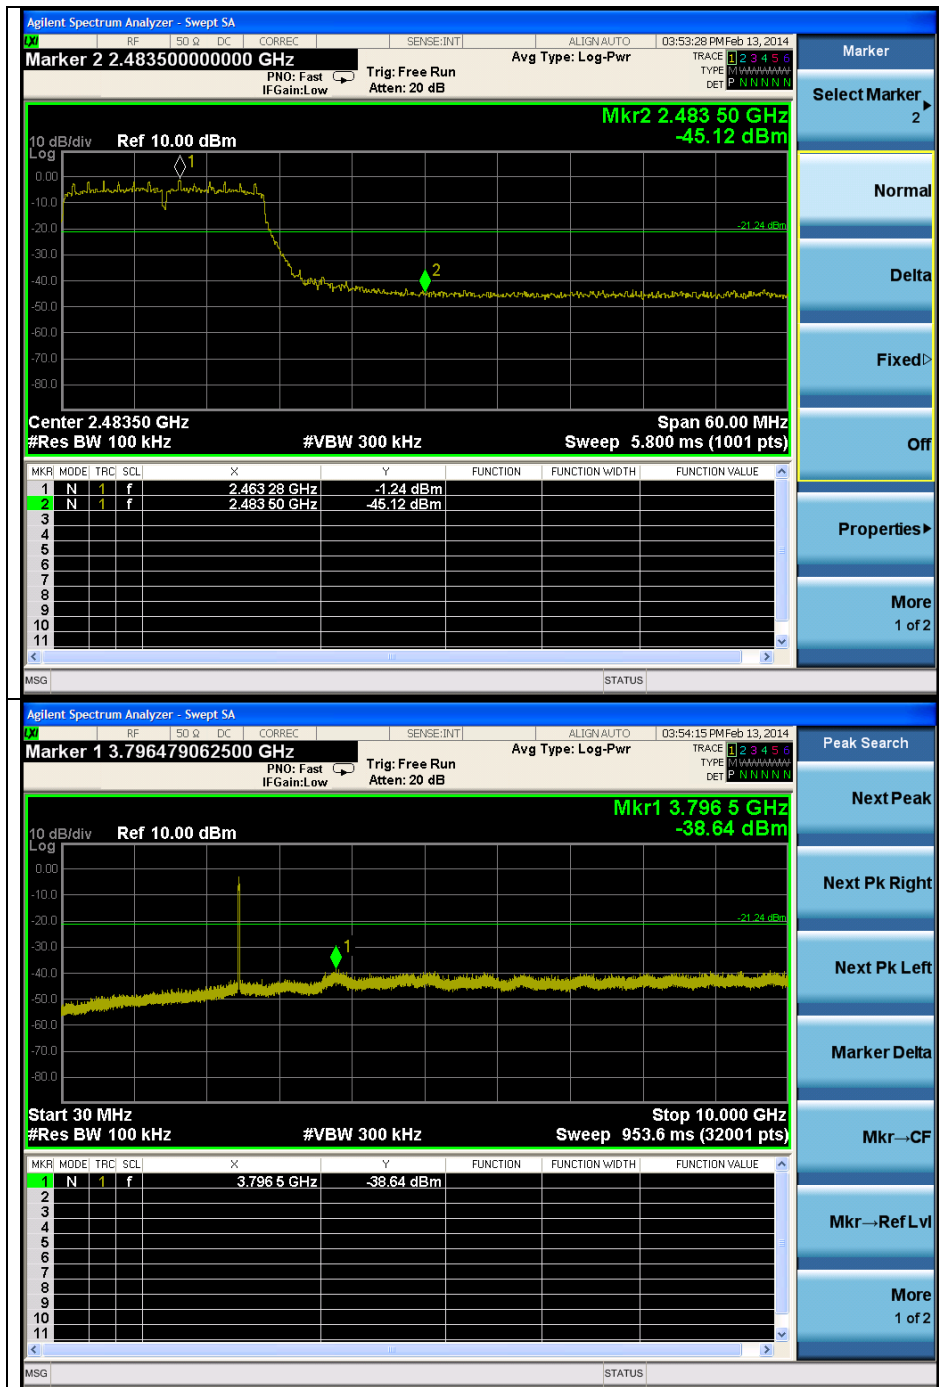 Agilent Spectrum Analyzer - Swept SA
LXI RF 50 Ω DC CORREC SENSE:INT ALIGN AUTO 03:53:28 PM Feb 13, 2014
Marker 2 2.483500000000 GHz
PNO: Fast
IFGain:Low
Trig: Free Run
Atten: 20 dB
Avg Type: Log-Pwr
TRACE 1 2 3 4 5 6
TYPE M
DET P N N N N N
Mkr2 2.483 50 GHz
-45.12 dBm
10 dB/div Ref 10.00 dBm
Log
1
0.00
-10.0
-20.0
-21.24 dBm
-30.0
2
-40.0
-50.0
-60.0
-70.0
-80.0
Center 2.48350 GHz Span 60.00 MHz
#Res BW 100 kHz #VBW 300 kHz Sweep 5.800 ms (1001 pts)
MKR MODE TRC SCL X Y FUNCTION FUNCTION WIDTH FUNCTION VALUE
1 N 1 f 2.463 28 GHz -1.24 dBm
2 N 1 f 2.483 50 GHz -45.12 dBm
3
4
5
6
7
8
9
10
11
MSG STATUS
Marker
Select Marker
2
Normal
Delta
Fixed
Off
Properties
More
1 of 2
Agilent Spectrum Analyzer - Swept SA
LXI RF 50 Ω DC CORREC SENSE:INT ALIGN AUTO 03:54:15 PM Feb 13, 2014
Marker 1 3.796479062500 GHz
PNO: Fast
IFGain:Low
Trig: Free Run
Atten: 20 dB
Avg Type: Log-Pwr
TRACE 1 2 3 4 5 6
TYPE M
DET P N N N N N
Mkr1 3.796 5 GHz
-38.64 dBm
10 dB/div Ref 10.00 dBm
Log
0.00
-10.0
-20.0
-21.24 dBm
-30.0
1
-40.0
-50.0
-60.0
-70.0
-80.0
Start 30 MHz Stop 10.000 GHz
#Res BW 100 kHz #VBW 300 kHz Sweep 953.6 ms (32001 pts)
MKR MODE TRC SCL X Y FUNCTION FUNCTION WIDTH FUNCTION VALUE
1 N 1 f 3.796 5 GHz -38.64 dBm
2
3
4
5
6
7
8
9
10
11
MSG STATUS
Peak Search
Next Peak
Next Pk Right
Next Pk Left
Marker Delta
Mkr→CF
Mkr→Ref Lvl
More
1 of 2